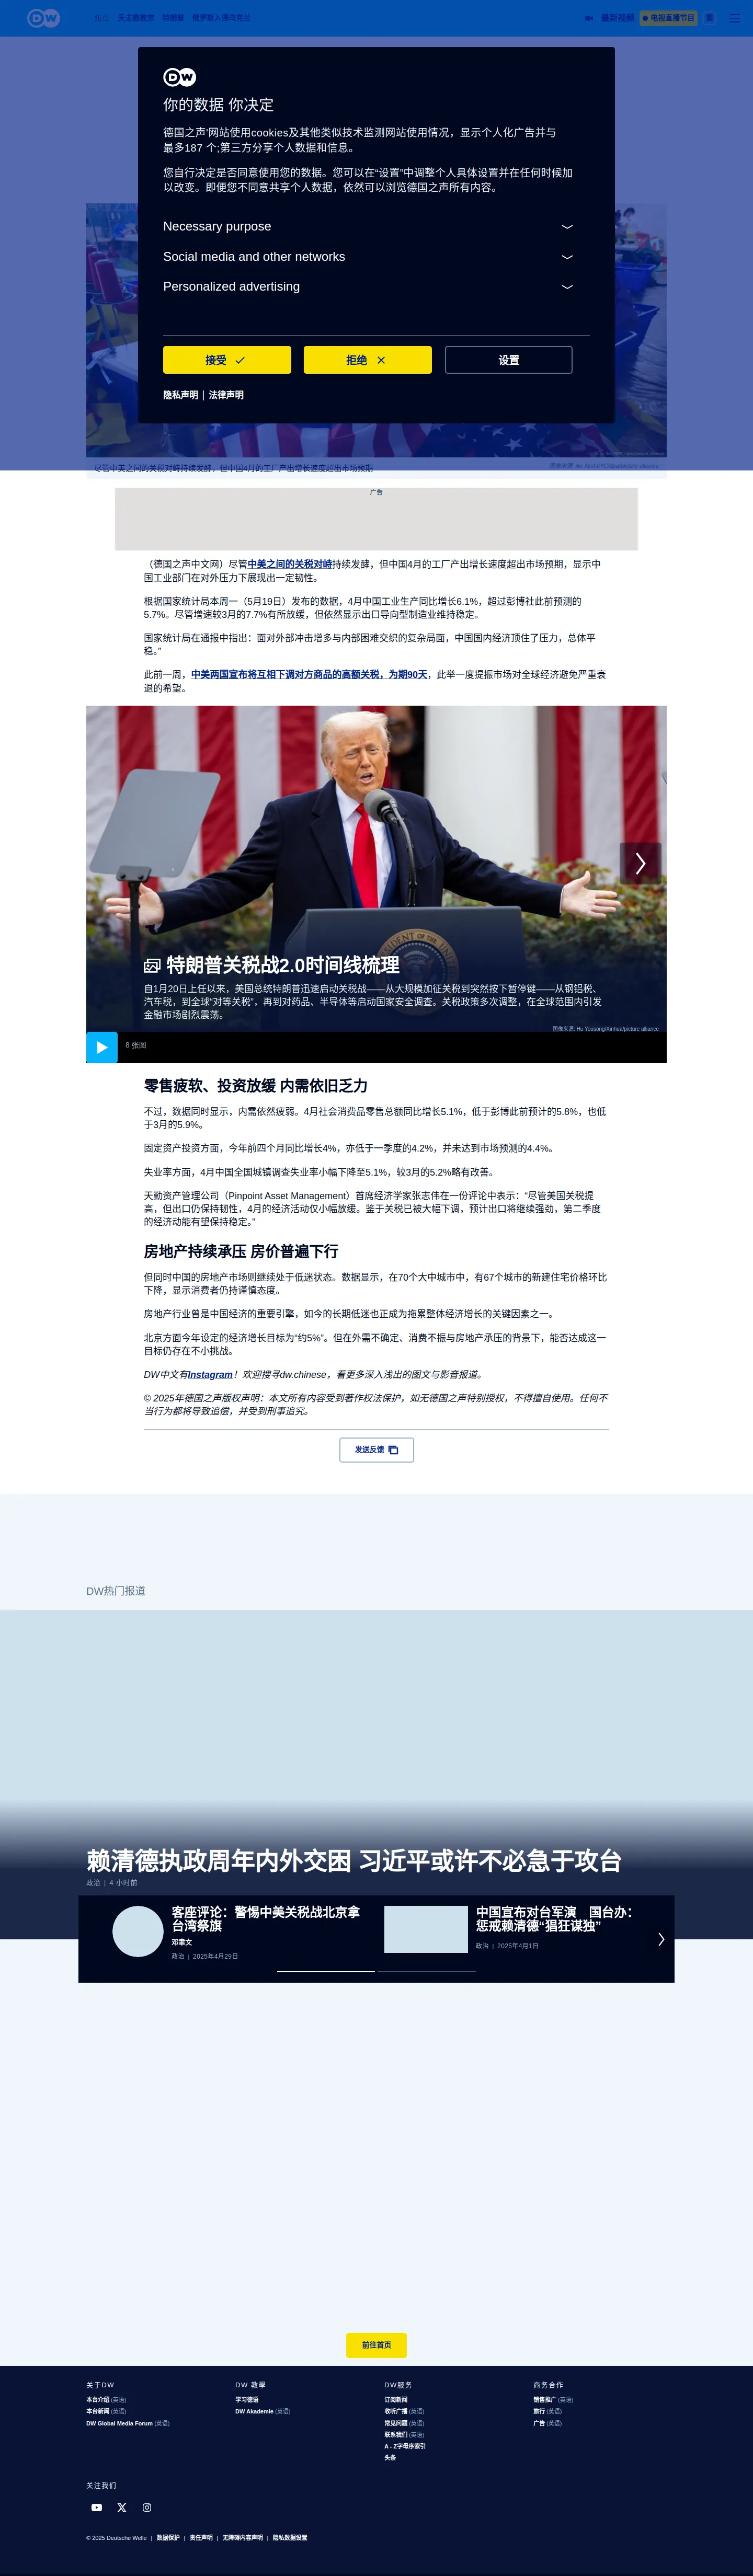 DW
焦点 天主教教宗 特朗普 俄罗斯入侵乌克兰 最新视频 电视直播节目 繁
DW
你的数据 你决定
德国之声'网站使用cookies及其他类似技术监测网站使用情况，显示个人化广告并与
最多187 个;第三方分享个人数据和信息。
您自行决定是否同意使用您的数据。您可以在“设置”中调整个人具体设置并在任何时候加
以改变。即便您不同意共享个人数据，依然可以浏览德国之声所有内容。
Necessary purpose
Social media and other networks
Personalized advertising
接受 拒绝 设置
隐私声明 | 法律声明
尽管中美之间的关税对峙持续发酵，但中国4月的工厂产出增长速度超出市场预期
广告
（德国之声中文网）尽管中美之间的关税对峙持续发酵，但中国4月的工厂产出增长速度超出市场预期，显示中
国工业部门在对外压力下展现出一定韧性。
根据国家统计局本周一（5月19日）发布的数据，4月中国工业生产同比增长6.1%，超过彭博社此前预测的
5.7%。尽管增速较3月的7.7%有所放缓，但依然显示出口导向型制造业维持稳定。
国家统计局在通报中指出：面对外部冲击增多与内部困难交织的复杂局面，中国国内经济顶住了压力，总体平
稳。”
此前一周，中美两国宣布将互相下调对方商品的高额关税，为期90天，此举一度提振市场对全球经济避免严重衰
退的希望。
特朗普关税战2.0时间线梳理
自1月20日上任以来，美国总统特朗普迅速启动关税战——从大规模加征关税到突然按下暂停键——从钢铝税、
汽车税，到全球“对等关税”，再到对药品、半导体等启动国家安全调查。关税政策多次调整，在全球范围内引发
金融市场剧烈震荡。
图像来源: Hu Yousong/Xinhua/picture alliance
8 张图
零售疲软、投资放缓 内需依旧乏力
不过，数据同时显示，内需依然疲弱。4月社会消费品零售总额同比增长5.1%，低于彭博此前预计的5.8%，也低
于3月的5.9%。
固定资产投资方面，今年前四个月同比增长4%，亦低于一季度的4.2%，并未达到市场预测的4.4%。
失业率方面，4月中国全国城镇调查失业率小幅下降至5.1%，较3月的5.2%略有改善。
天勤资产管理公司（Pinpoint Asset Management）首席经济学家张志伟在一份评论中表示：“尽管美国关税提
高，但出口仍保持韧性，4月的经济活动仅小幅放缓。鉴于关税已被大幅下调，预计出口将继续强劲，第二季度
的经济动能有望保持稳定。”
房地产持续承压 房价普遍下行
但同时中国的房地产市场则继续处于低迷状态。数据显示，在70个大中城市中，有67个城市的新建住宅价格环比
下降，显示消费者仍持谨慎态度。
房地产行业曾是中国经济的重要引擎，如今的长期低迷也正成为拖累整体经济增长的关键因素之一。
北京方面今年设定的经济增长目标为“约5%”。但在外需不确定、消费不振与房地产承压的背景下，能否达成这一
目标仍存在不小挑战。
DW中文有Instagram！欢迎搜寻dw.chinese，看更多深入浅出的图文与影音报道。
© 2025年德国之声版权声明：本文所有内容受到著作权法保护，如无德国之声特别授权，不得擅自使用。任何不
当行为都将导致追偿，并受到刑事追究。
发送反馈
DW热门报道
赖清德执政周年内外交困 习近平或许不必急于攻台
政治 | 4 小时前
客座评论：警惕中美关税战北京拿
台湾祭旗
邓聿文
政治 | 2025年4月29日
中国宣布对台军演　国台办：
惩戒赖清德“猖狂谋独”
政治 | 2025年4月1日
前往首页
关于DW
本台介绍 (英语)
本台新闻 (英语)
DW Global Media Forum (英语)
DW 教學
学习德语
DW Akademie (英语)
DW服务
订阅新闻
收听广播 (英语)
常见问题 (英语)
联系我们 (英语)
A - Z字母序索引
头条
商务合作
销售推广 (英语)
旅行 (英语)
广告 (英语)
关注我们
© 2025 Deutsche Welle | 数据保护 | 责任声明 | 无障碍内容声明 | 隐私数据设置